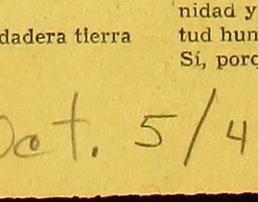 dadera tierra
nidad y
tud hum
Sí, porq
Oct. 5/4